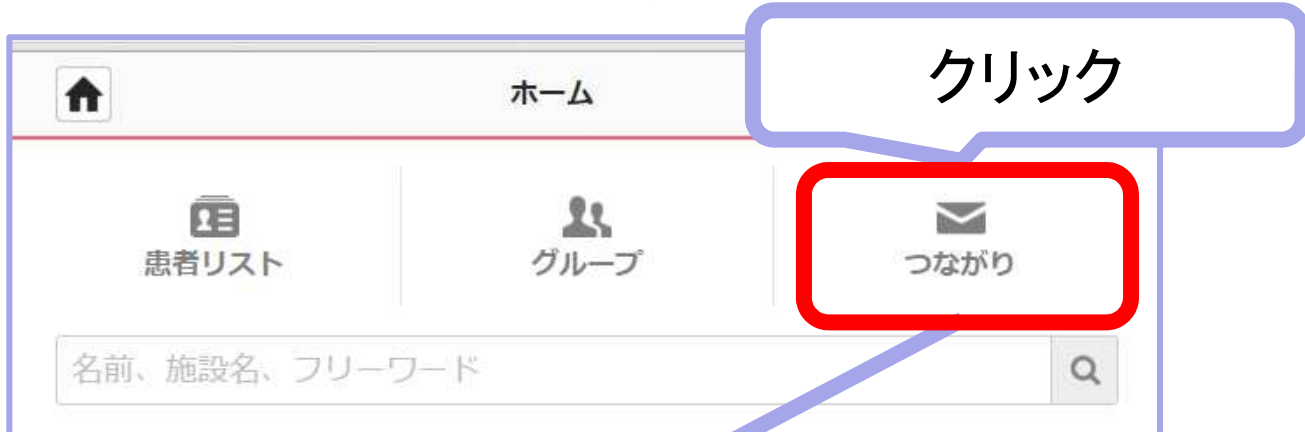 クリック
ホーム
患者リスト
グループ
つながり
名前、施設名、フリーワード